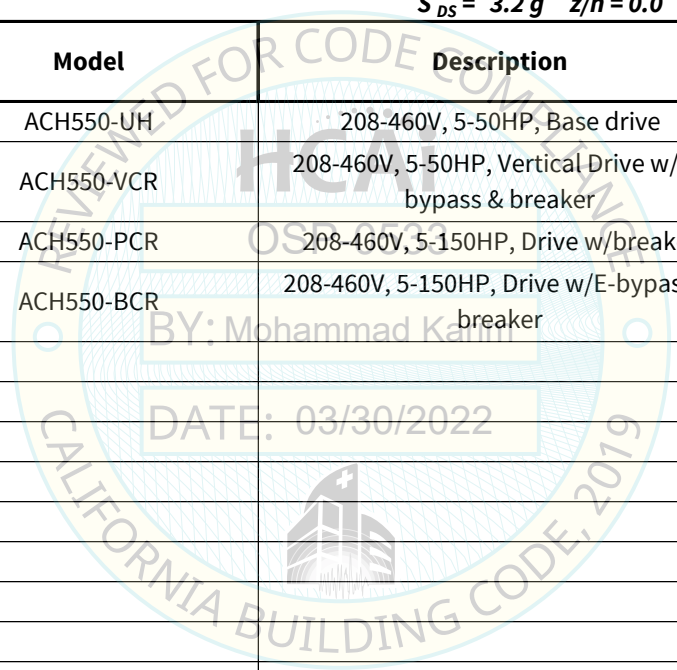 S DS = 3.2 g z/h = 0.0
Model Description
ACH550-UH 208-460V, 5-50HP, Base drive
ACH550-VCR 208-460V, 5-50HP, Vertical Drive w/
bypass & breaker
ACH550-PCR 208-460V, 5-150HP, Drive w/break
ACH550-BCR 208-460V, 5-150HP, Drive w/E-bypas
breaker
REVIEWED FOR CODE COMPLIANCE
HCAi
OSP-0533
BY: Mohammad Karim
DATE: 03/30/2022
CALIFORNIA BUILDING CODE, 2019